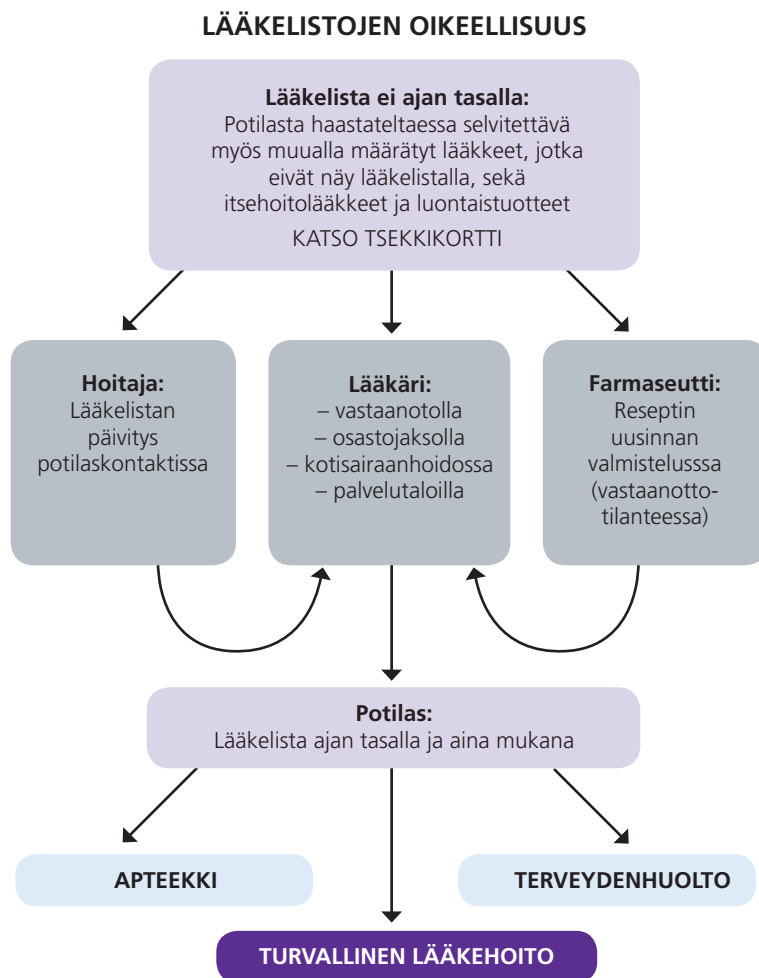 LÄÄKELISTOJEN OIKEELLISUUS
Lääkelista ei ajan tasalla:
Potilasta haastateltaessa selvitettävä
myös muualla määrätyt lääkkeet, jotka
eivät näy lääkelistalla, sekä
itsehoitolääkkeet ja luontaistuotteet
KATSO TSEKKIKORTTI
Hoitaja:
Lääkelistan
päivitys
potilaskontaktissa
Lääkäri:
– vastaanotolla
– osastojaksolla
– kotisairaanhoidossa
– palvelutaloilla
Farmaseutti:
Reseptin
uusinnan
valmistelusssa
(vastaanotto-
tilanteessa)
Potilas:
Lääkelista ajan tasalla ja aina mukana
APTEEKKI
TERVEYDENHUOLTO
TURVALLINEN LÄÄKEHOITO